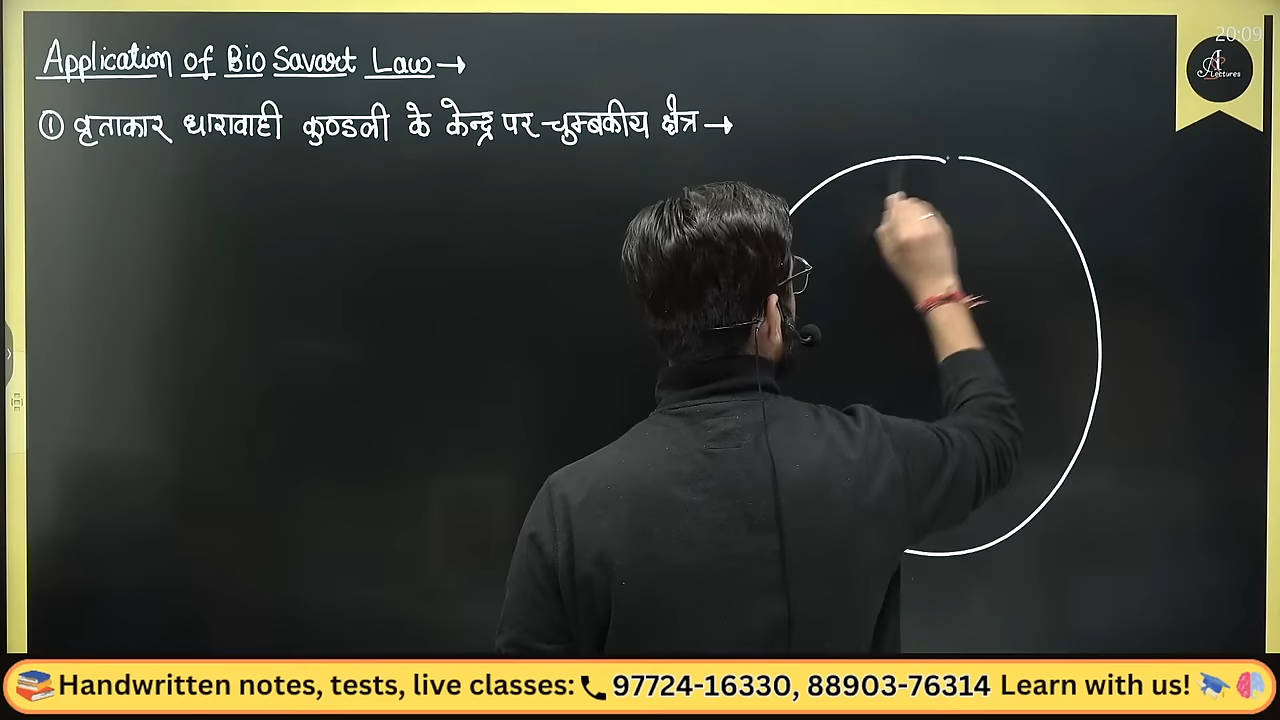 Application of Bio Savart Law →
20:09
A Lectures
① वृताकार धारावाही कुण्डली के केन्द्र पर चुम्बकीय क्षैत्र →
📚Handwritten notes, tests, live classes:📞97724-16330, 88903-76314 Learn with us! 🎓🧠